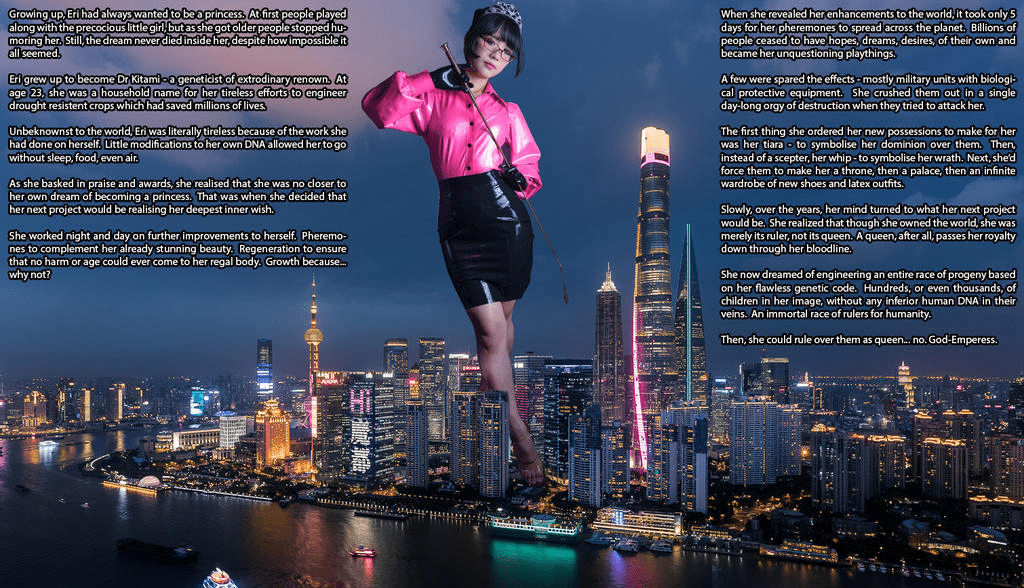 Growing up, Eri had always wanted to be a princess. At first people played
along with the precocious little girl, but as she got older people stopped hu-
moring her. Still, the dream never died inside her, despite how impossible it
all seemed.
Eri grew up to become Dr Kitami - a geneticist of extrodinary renown. At
age 23, she was a household name for her tireless efforts to engineer
drought resistent crops which had saved millions of lives.
Unbeknownst to the world, Eri was literally tireless because of the work she
had done on herself. Little modifications to her own DNA allowed her to go
without sleep, food, even air.
As she basked in praise and awards, she realised that she was no closer to
her own dream of becoming a princess. That was when she decided that
her next project would be realising her deepest inner wish.
She worked night and day on further improvements to herself. Pheremo-
nes to complement her already stunning beauty. Regeneration to ensure
that no harm or age could ever come to her regal body. Growth because...
why not?
When she revealed her enhancements to the world, it took only 5
days for her pheremones to spread across the planet. Billions of
people ceased to have hopes, dreams, desires, of their own and
became her unquestioning playthings.
A few were spared the effects - mostly military units with biologi-
cal protective equipment. She crushed them out in a single
day-long orgy of destruction when they tried to attack her.
The first thing she ordered her new possessions to make for her
was her tiara - to symbolise her dominion over them. Then,
instead of a scepter, her whip - to symbolise her wrath. Next, she'd
force them to make her a throne, then a palace, then an infinite
wardrobe of new shoes and latex outfits.
Slowly, over the years, her mind turned to what her next project
would be. She realized that though she owned the world, she was
merely its ruler, not its queen. A queen, after all, passes her royalty
down through her bloodline.
She now dreamed of engineering an entire race of progeny based
on her flawless genetic code. Hundreds, or even thousands, of
children in her image, without any inferior human DNA in their
veins. An immortal race of rulers for humanity.
Then, she could rule over them as queen... no. God-Emperess.